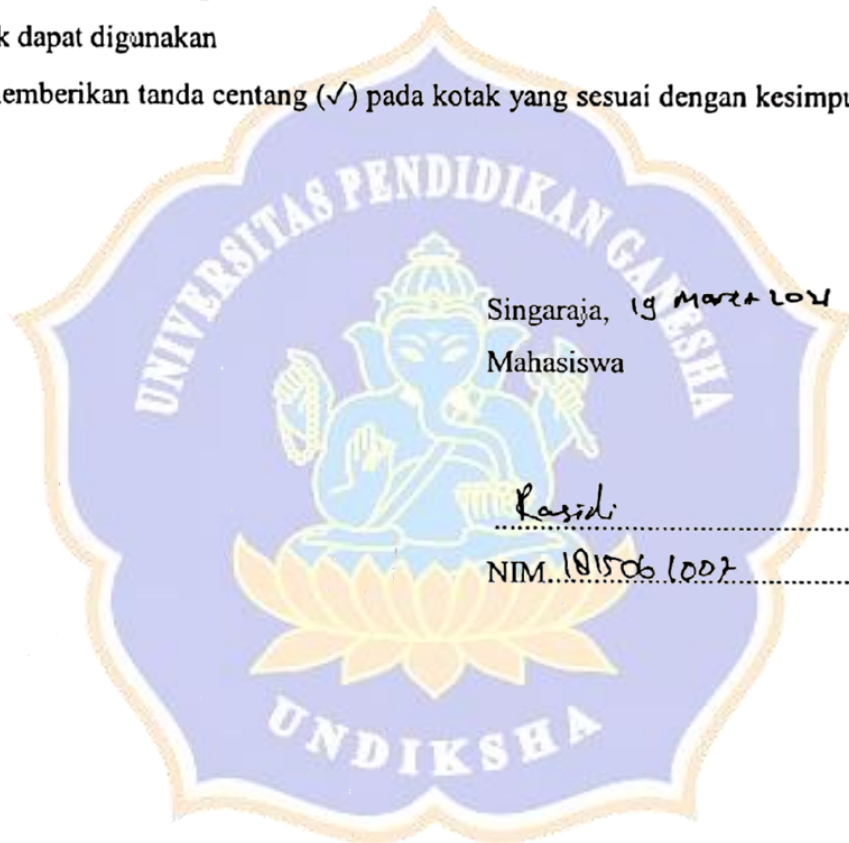 k dapat digunakan
emberikan tanda centang (✓) pada kotak yang sesuai dengan kesimpu
UNIVERSITAS PENDIDIKAN GANESHA
Singaraja, 19 Maret 2021
Mahasiswa
Rasidi
NIM. 1815061007
UNDIKSHA